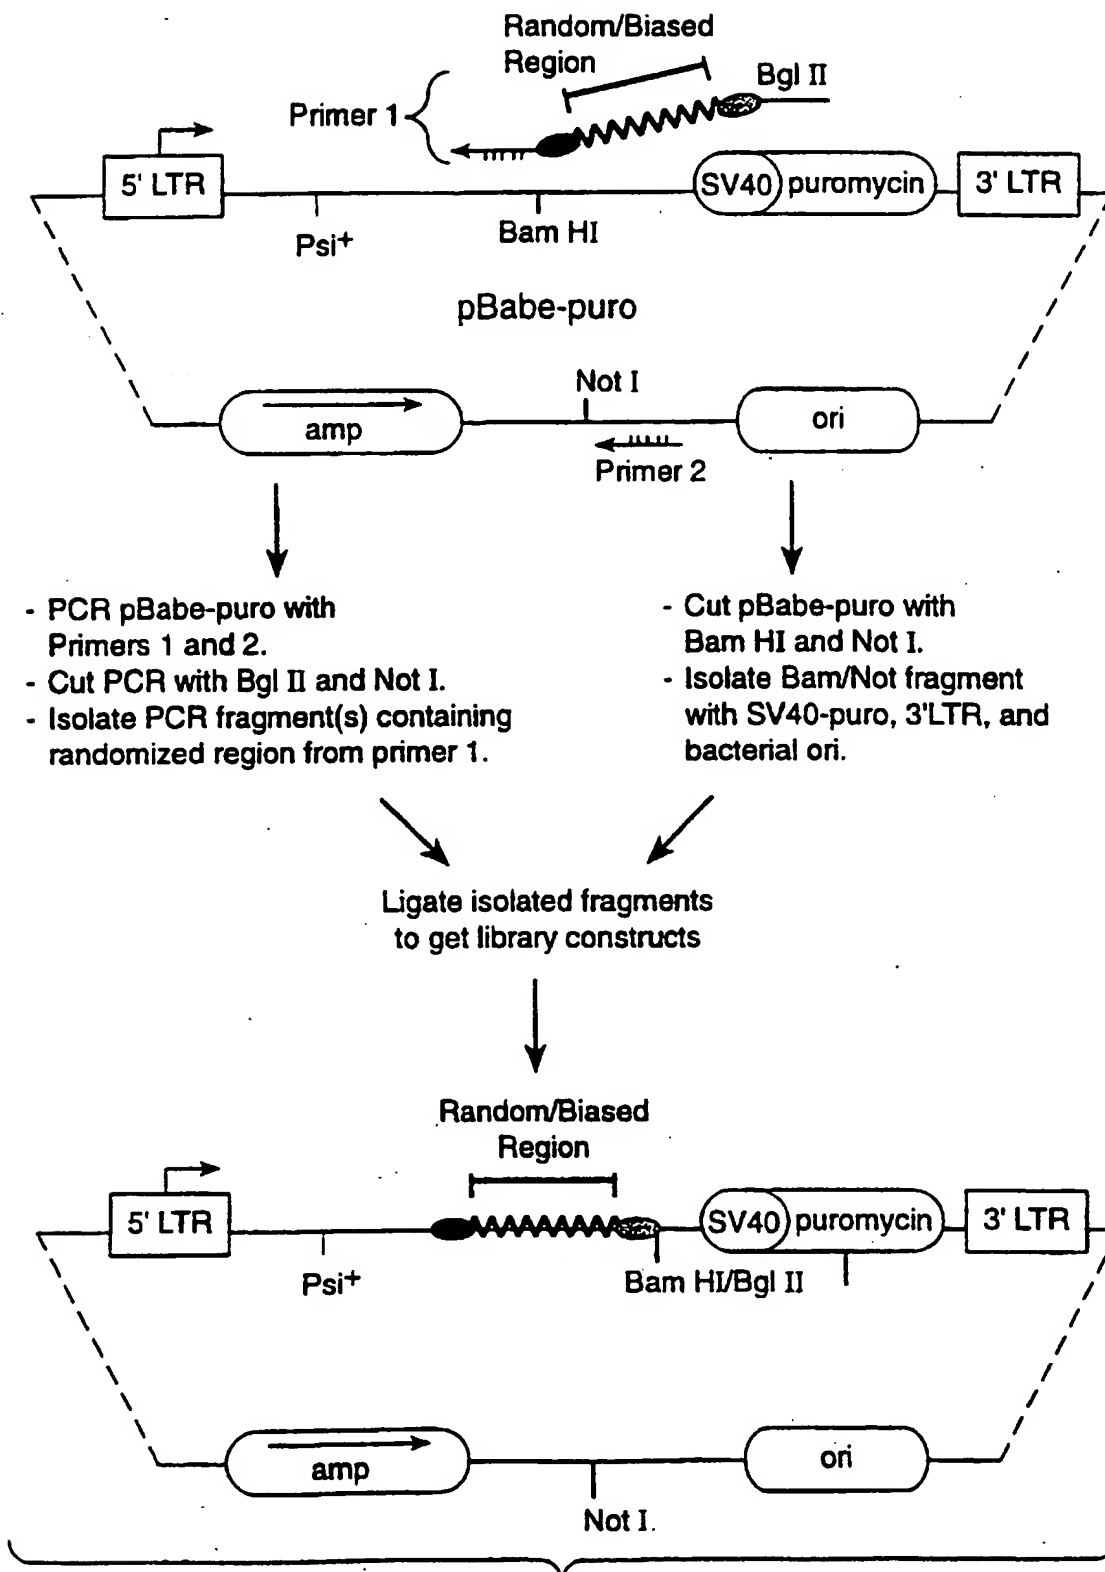 Random/Biased
Region
Bgl II
Primer 1
5' LTR
SV40
puromycin
3' LTR
Psi+
Bam HI
pBabe-puro
Not I
amp
ori
Primer 2
- PCR pBabe-puro with
Primers 1 and 2.
- Cut PCR with Bgl II and Not I.
- Isolate PCR fragment(s) containing
randomized region from primer 1.
- Cut pBabe-puro with
Bam HI and Not I.
- Isolate Bam/Not fragment
with SV40-puro, 3'LTR, and
bacterial ori.
Ligate isolated fragments
to get library constructs
Random/Biased
Region
5' LTR
SV40
puromycin
3' LTR
Psi+
Bam HI/Bgl II
amp
ori
Not I.